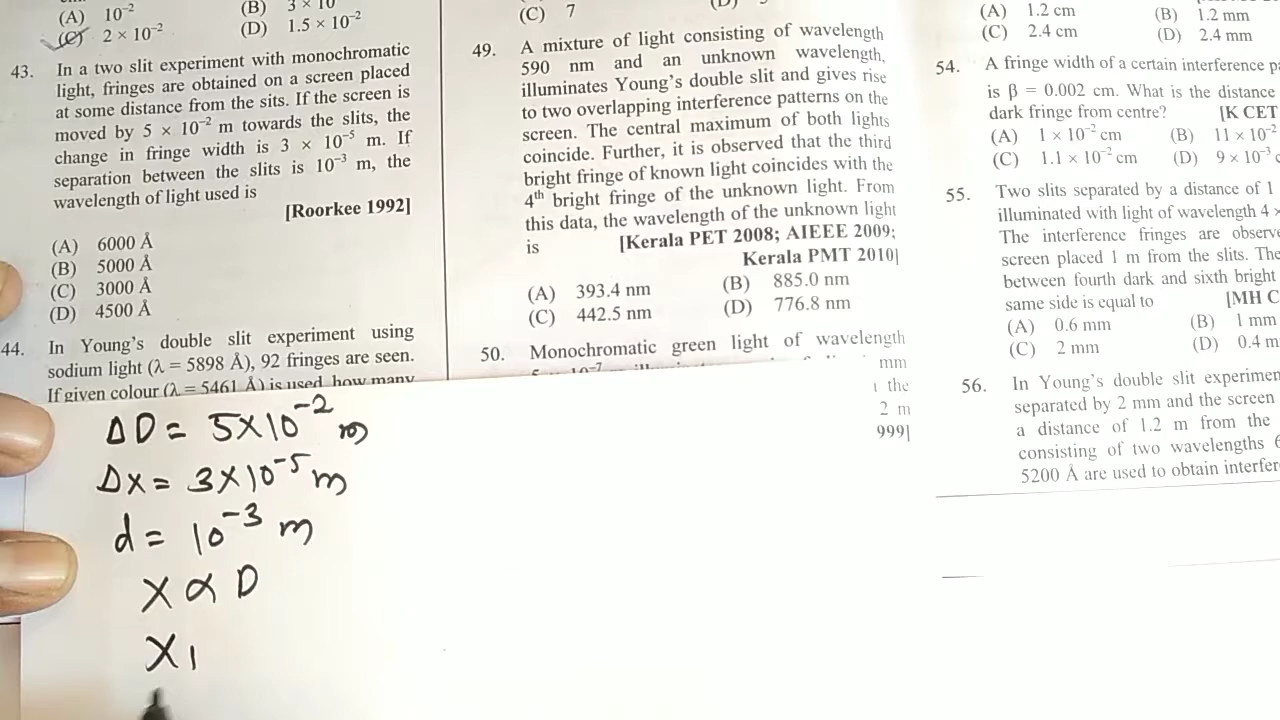 (A) 10⁻²
(B) 3 × 10
(C) 2 × 10⁻²
(D) 1.5 × 10⁻²
43. In a two slit experiment with monochromatic
light, fringes are obtained on a screen placed
at some distance from the sits. If the screen is
moved by 5 × 10⁻² m towards the slits, the
change in fringe width is 3 × 10⁻⁵ m. If
separation between the slits is 10⁻³ m, the
wavelength of light used is
[Roorkee 1992]
(A) 6000 Å
(B) 5000 Å
(C) 3000 Å
(D) 4500 Å
44. In Young's double slit experiment using
sodium light (λ = 5898 Å), 92 fringes are seen.
If given colour (λ = 5461 Å) is used, how many
(C) 7
(D)
49. A mixture of light consisting of wavelength
590 nm and an unknown wavelength,
illuminates Young's double slit and gives rise
to two overlapping interference patterns on the
screen. The central maximum of both lights
coincide. Further, it is observed that the third
bright fringe of known light coincides with the
4th bright fringe of the unknown light. From
this data, the wavelength of the unknown light
is [Kerala PET 2008; AIEEE 2009;
Kerala PMT 2010]
(A) 393.4 nm (B) 885.0 nm
(C) 442.5 nm (D) 776.8 nm
50. Monochromatic green light of wavelength
mm
the
2 m
999]
(A) 1.2 cm (B) 1.2 mm
(C) 2.4 cm (D) 2.4 mm
54. A fringe width of a certain interference
is β = 0.002 cm. What is the distance
dark fringe from centre? [K CET
(A) 1 × 10⁻² cm (B) 11 × 10⁻²
(C) 1.1 × 10⁻² cm (D) 9 × 10⁻³
55. Two slits separated by a distance of 1
illuminated with light of wavelength 4 ×
The interference fringes are
screen placed 1 m from the slits. The
between fourth dark and sixth bright
same side is equal to [MH C
(A) 0.6 mm (B) 1 mm
(C) 2 mm (D) 0.4 m
56. In Young's double slit
separated by 2 mm and the screen
a distance of 1.2 m from the
consisting of two wavelengths 6
5200 Å are used to obtain
ΔD = 5×10⁻² m
Δx = 3×10⁻⁵ m
d = 10⁻³ m
X α D
X₁